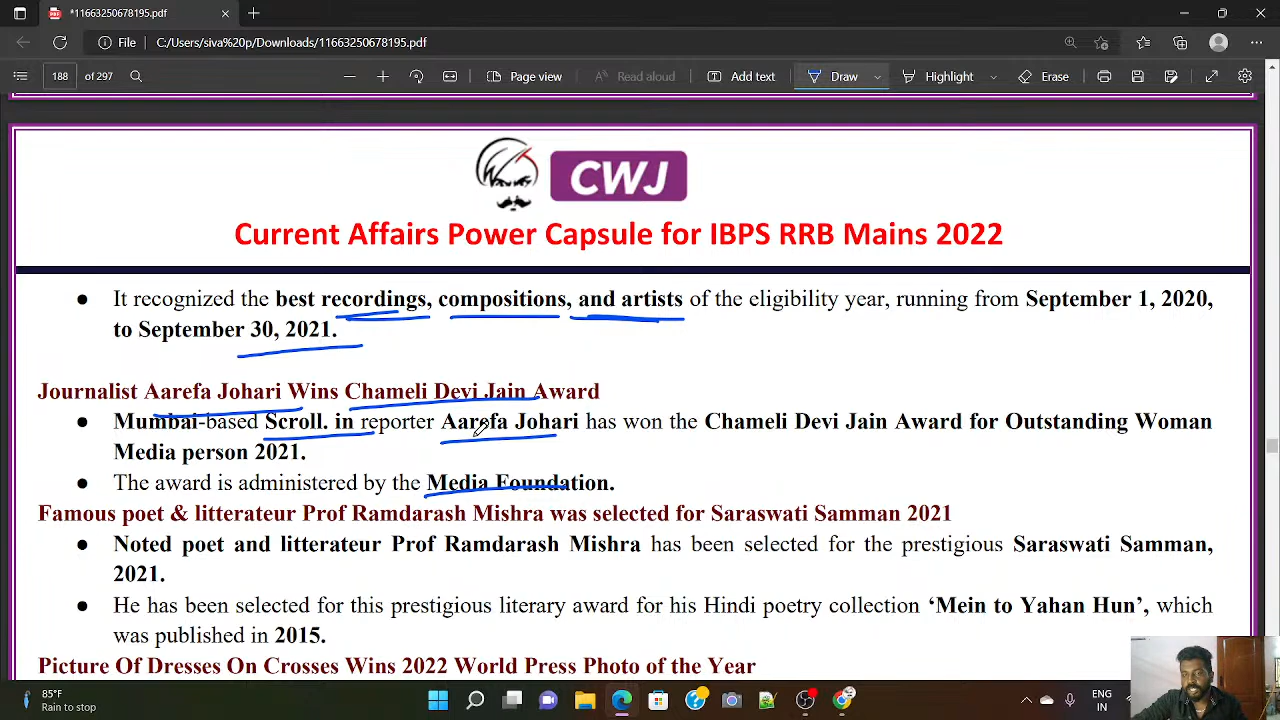 *11663250678195.pdf
File
C:/Users/siva%20p/Downloads/11663250678195.pdf
188 of 297
Page view
Read aloud
Add text
Draw
Highlight
Erase
CWJ
Current Affairs Power Capsule for IBPS RRB Mains 2022
● It recognized the best recordings, compositions, and artists of the eligibility year, running from September 1, 2020,
to September 30, 2021.
Journalist Aarefa Johari Wins Chameli Devi Jain Award
● Mumbai-based Scroll. in reporter Aarefa Johari has won the Chameli Devi Jain Award for Outstanding Woman
Media person 2021.
● The award is administered by the Media Foundation.
Famous poet & litterateur Prof Ramdarash Mishra was selected for Saraswati Samman 2021
● Noted poet and litterateur Prof Ramdarash Mishra has been selected for the prestigious Saraswati Samman,
2021.
● He has been selected for this prestigious literary award for his Hindi poetry collection ‘Mein to Yahan Hun’, which
was published in 2015.
Picture Of Dresses On Crosses Wins 2022 World Press Photo of the Year
85°F
Rain to stop
ENG
IN